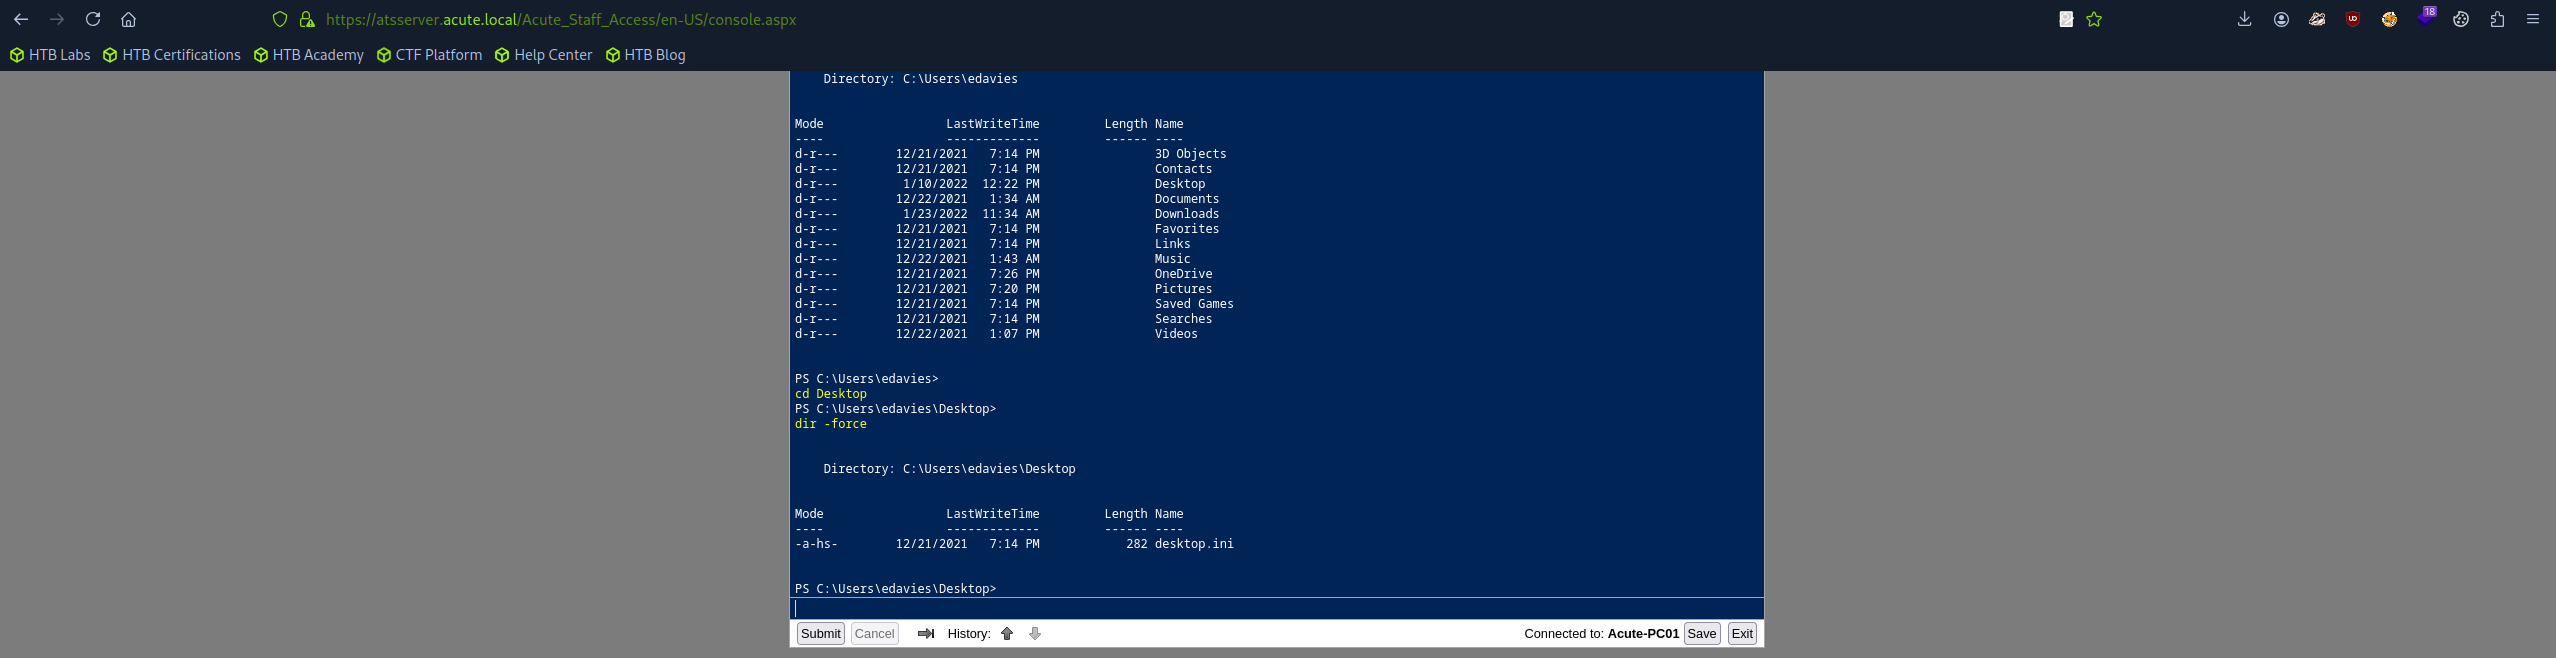 https://atsserver.acute.local/Acute_Staff_Access/en-US/console.aspx
18
HTB Labs HTB Certifications HTB Academy CTF Platform Help Center HTB Blog
    Directory: C:\Users\edavies
Mode                 LastWriteTime         Length Name
----                 -------------         ------ ----
d-r---        12/21/2021   7:14 PM                3D Objects
d-r---        12/21/2021   7:14 PM                Contacts
d-r---         1/10/2022  12:22 PM                Desktop
d-r---        12/22/2021   1:34 AM                Documents
d-r---         1/23/2022  11:34 AM                Downloads
d-r---        12/21/2021   7:14 PM                Favorites
d-r---        12/21/2021   7:14 PM                Links
d-r---        12/22/2021   1:43 AM                Music
d-r---        12/21/2021   7:26 PM                OneDrive
d-r---        12/21/2021   7:20 PM                Pictures
d-r---        12/21/2021   7:14 PM                Saved Games
d-r---        12/21/2021   7:14 PM                Searches
d-r---        12/22/2021   1:07 PM                Videos
PS C:\Users\edavies>
cd Desktop
PS C:\Users\edavies\Desktop>
dir -force
    Directory: C:\Users\edavies\Desktop
Mode                 LastWriteTime         Length Name
----                 -------------         ------ ----
-a-hs-        12/21/2021   7:14 PM            282 desktop.ini
PS C:\Users\edavies\Desktop>
Submit Cancel History: Connected to: Acute-PC01 Save Exit